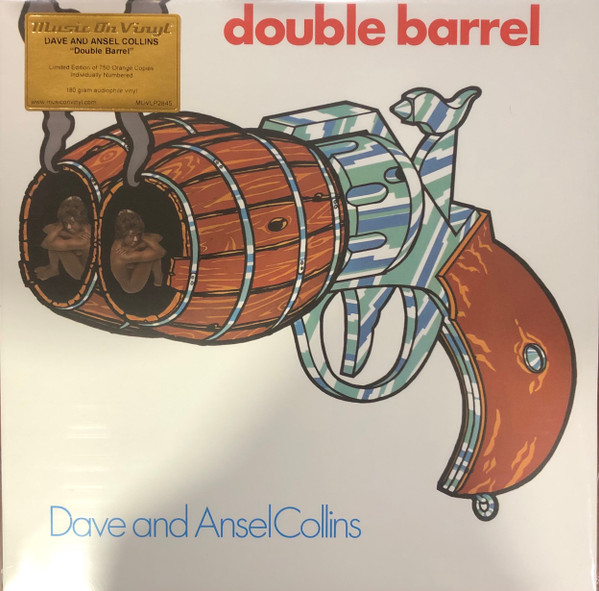 double barrel
Music On Vinyl
DAVE AND ANSEL COLLINS
"Double Barrel"
Limited Edition of 750 Orange Copies
Individually Numbered
180 gram audiophile vinyl
www.musiconvinyl.com MOVLP2945
Dave and Ansel Collins